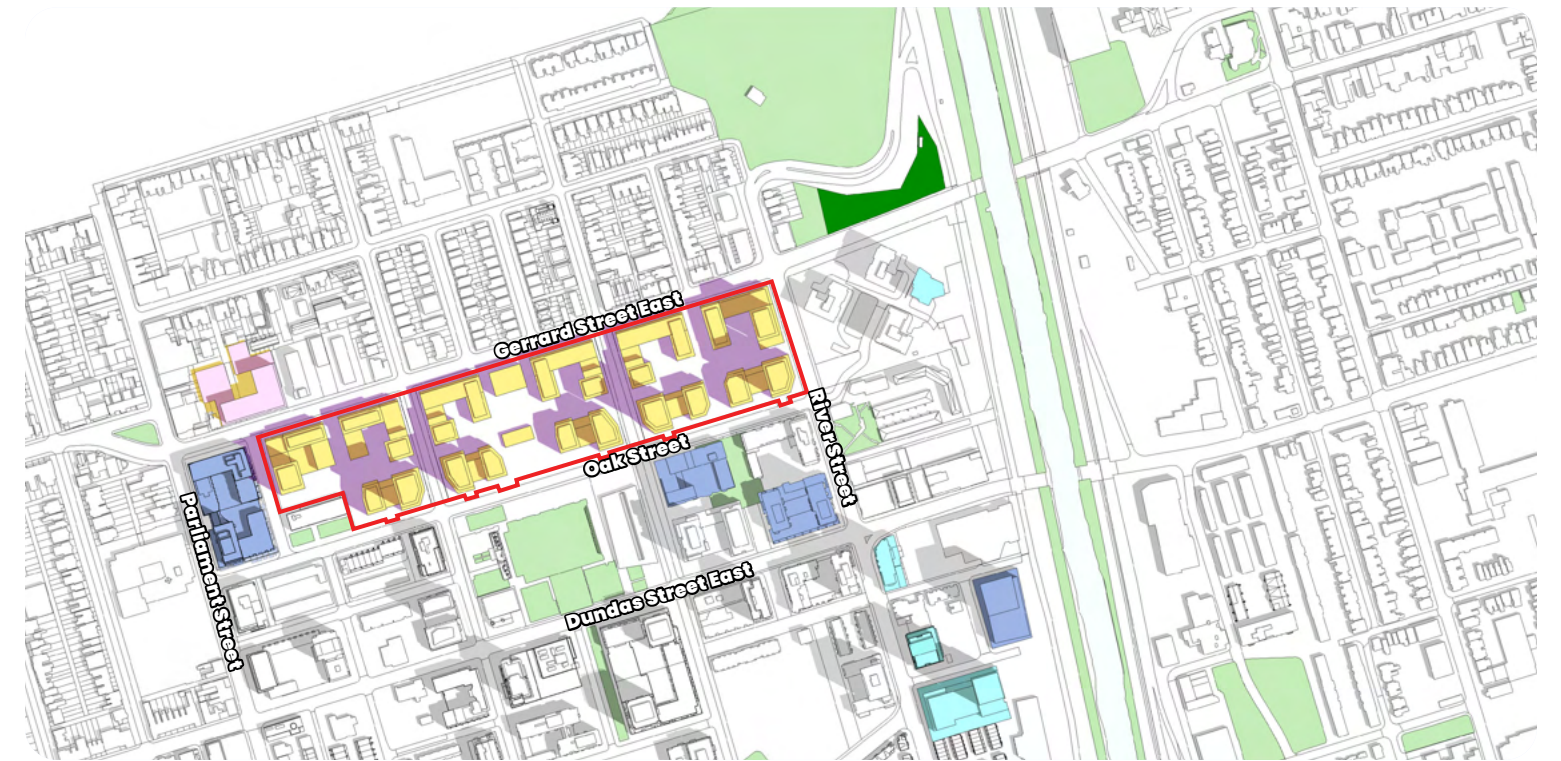 Gerrard Street East
Oak Street
River Street
Parliament Street
Dundas Street East